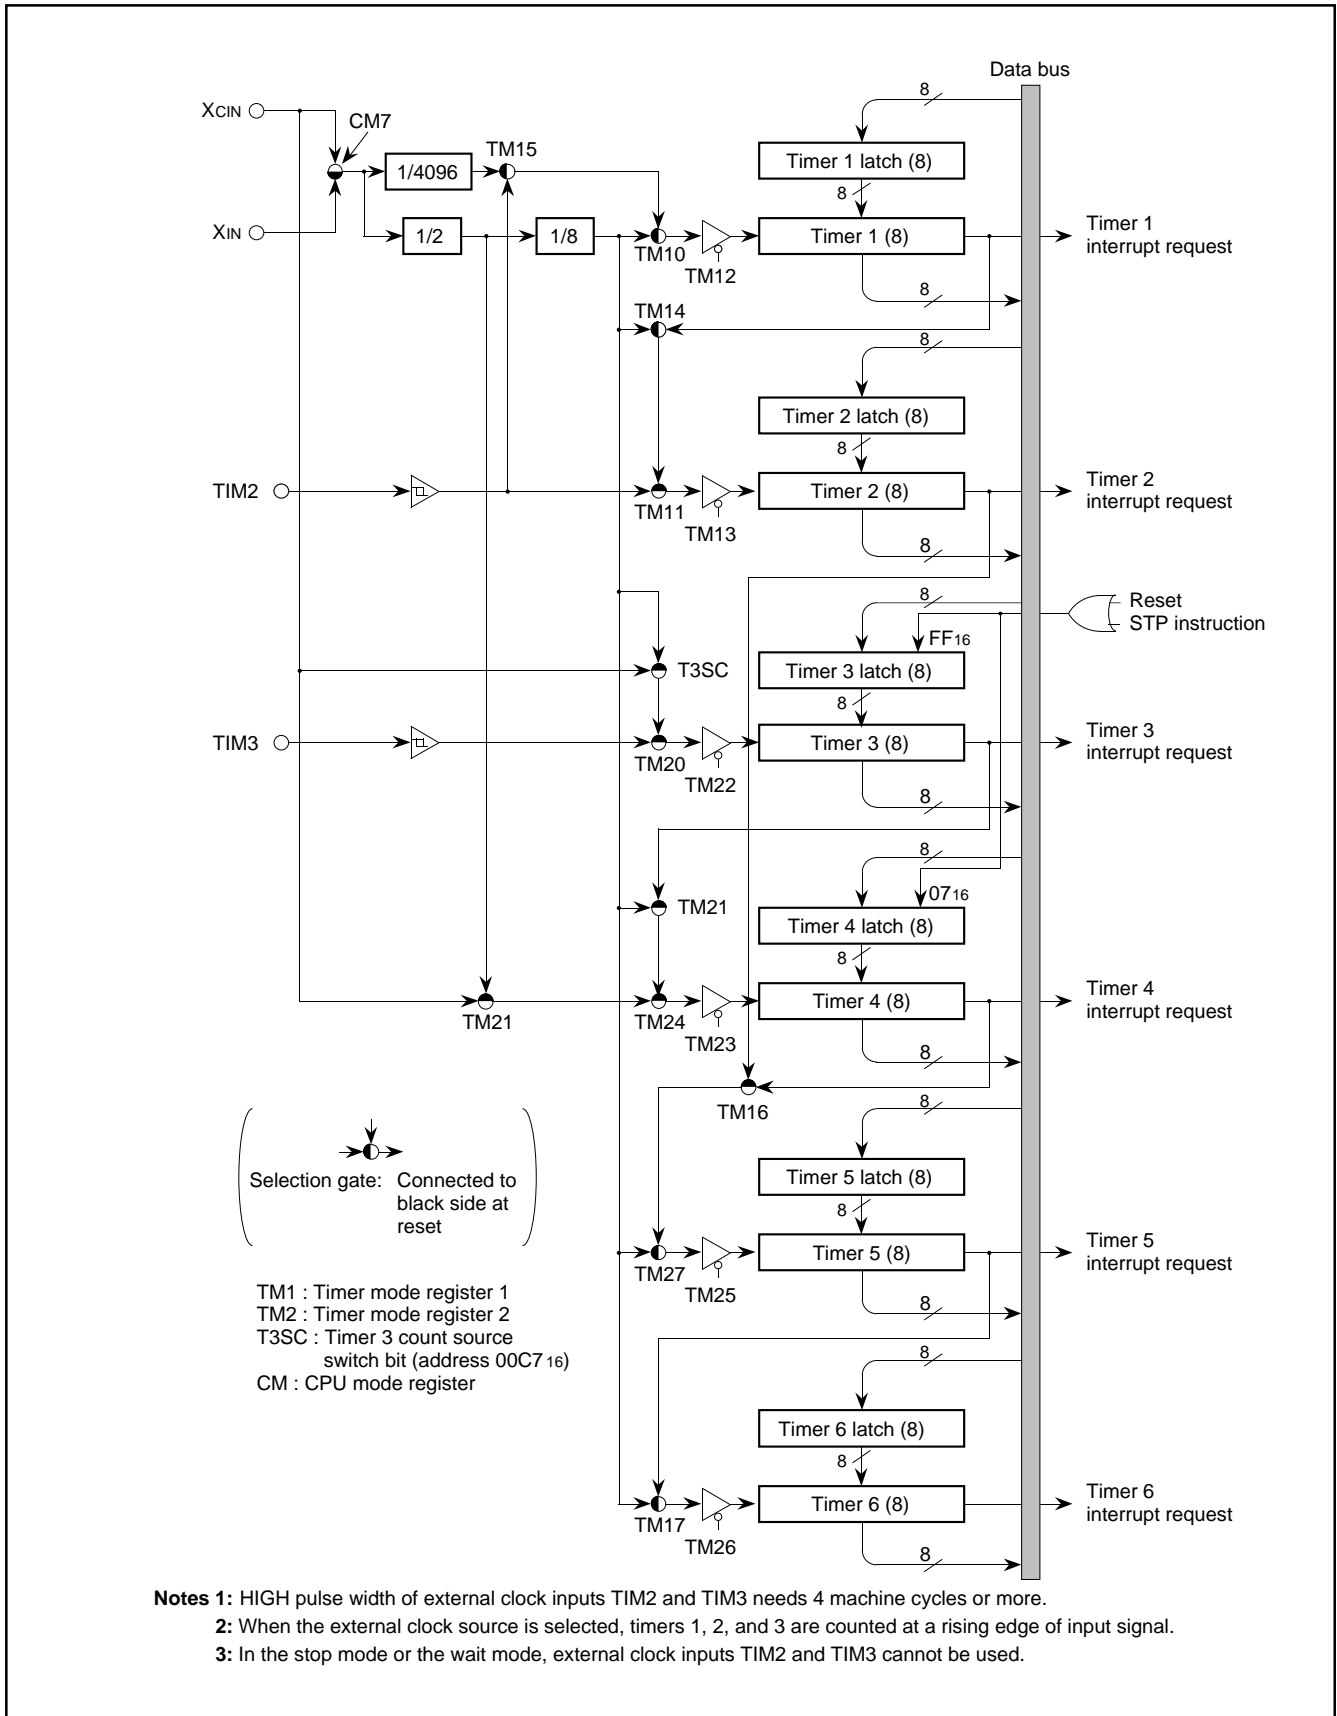 Data bus
XCIN
CM7
TM15
8
Timer 1 latch (8)
1/4096
8
XIN
1/2
1/8
TM10
TM12
Timer 1 (8)
Timer 1
interrupt request
8
TM14
8
Timer 2 latch (8)
8
TIM2
TM11
TM13
Timer 2 (8)
Timer 2
interrupt request
8
8
Reset
STP instruction
FF16
T3SC
Timer 3 latch (8)
8
TIM3
TM20
TM22
Timer 3 (8)
Timer 3
interrupt request
8
8
0716
TM21
Timer 4 latch (8)
8
TM21
TM24
TM23
Timer 4 (8)
Timer 4
interrupt request
8
TM16
8
Selection gate: Connected to
black side at
reset
Timer 5 latch (8)
8
TM27
TM25
Timer 5 (8)
Timer 5
interrupt request
8
TM1 : Timer mode register 1
TM2 : Timer mode register 2
T3SC : Timer 3 count source
switch bit (address 00C716)
CM : CPU mode register
8
Timer 6 latch (8)
8
TM17
TM26
Timer 6 (8)
Timer 6
interrupt request
8
Notes 1: HIGH pulse width of external clock inputs TIM2 and TIM3 needs 4 machine cycles or more.
2: When the external clock source is selected, timers 1, 2, and 3 are counted at a rising edge of input signal.
3: In the stop mode or the wait mode, external clock inputs TIM2 and TIM3 cannot be used.